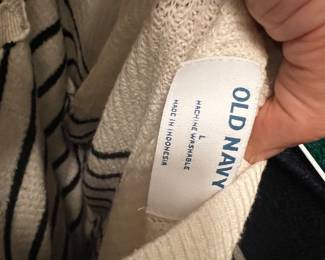 OLD NAVY
L
MACHINE WASHABLE
MADE IN INDONESIA